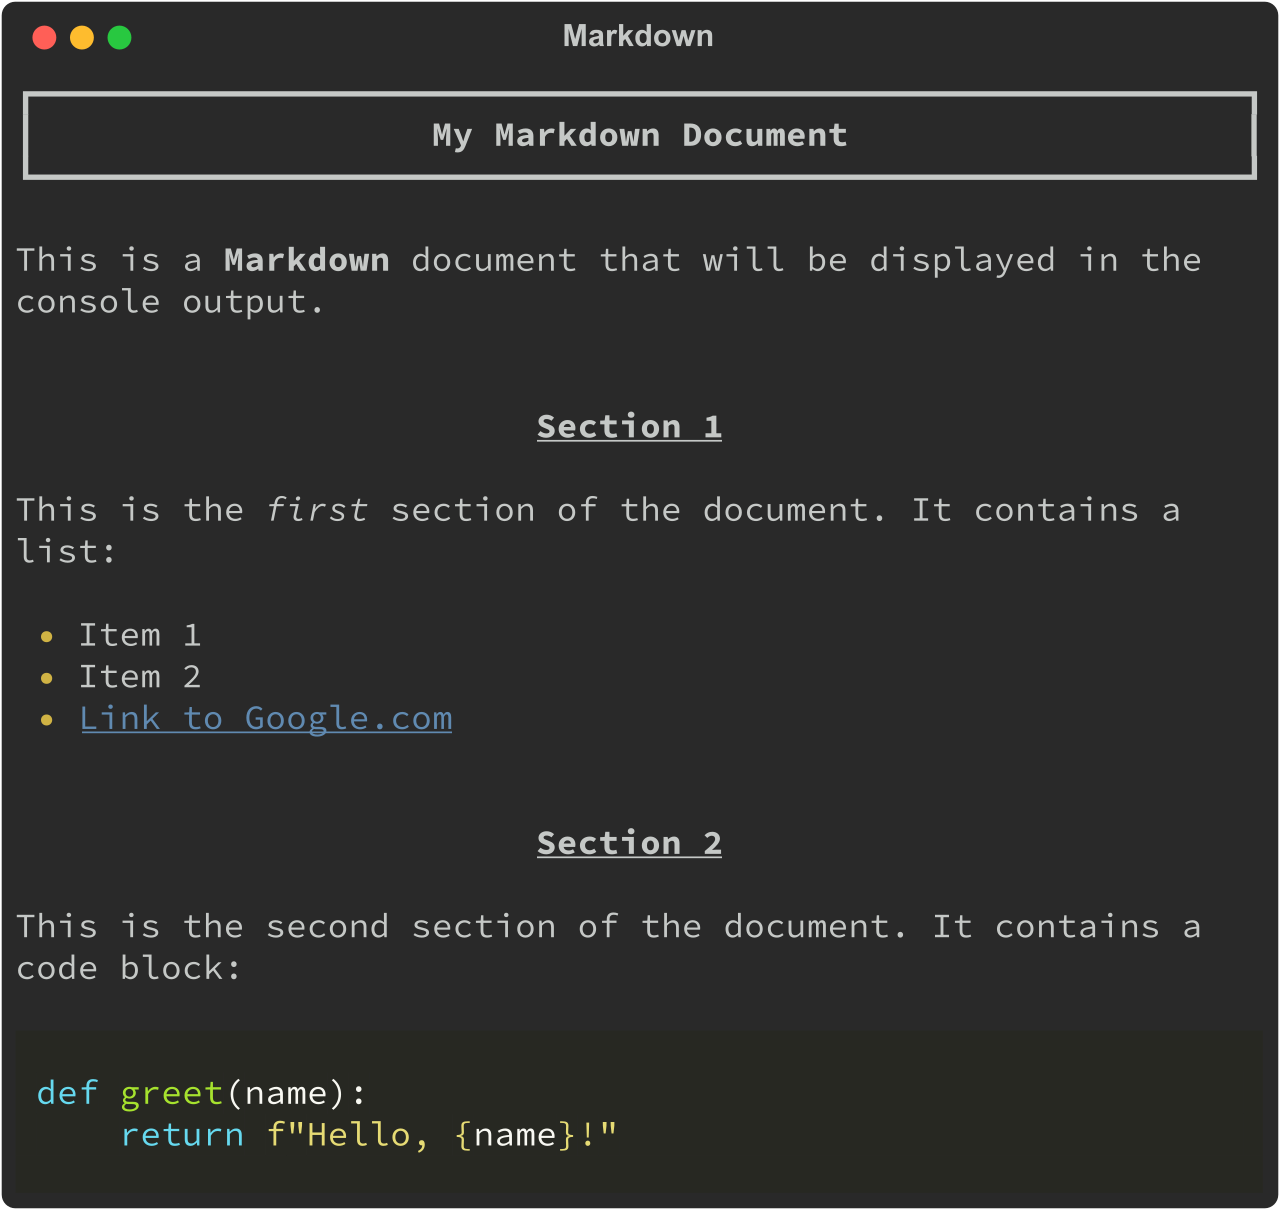 Markdown
My Markdown Document
This is a Markdown document that will be displayed in the
console output.
Section 1
This is the first section of the document. It contains a
list:
• Item 1
• Item 2
• Link to Google.com
Section 2
This is the second section of the document. It contains a
code block:
def greet(name):
    return f"Hello, {name}!"